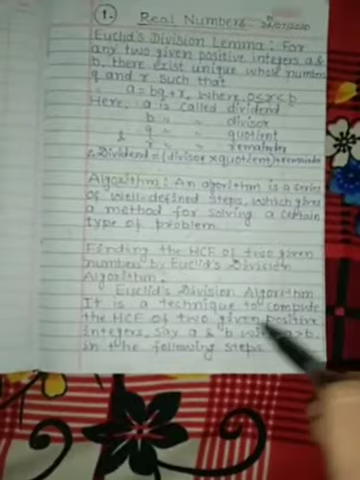 1.
Real Numbers
Euclid's Division Lemma: For
any two given positive integers a &
b, there exist unique whole numbers
q and r such that
a = bq + r, where 0≤r<b
Here, a is called dividend
b " " divisor
q " " quotient
& r " " remainder
∴ Dividend = (divisor × quotient) + remainder
Algorithm: An algorithm is a series
of well-defined steps, which gives
a method for solving a certain
type of problem.
Finding the HCF of two given
numbers by Euclid's Division
Algorithm.
Euclid's Division Algorithm
It is a technique to compute
the HCF of two given positive
integers, say a & b with a>b,
in the following steps.